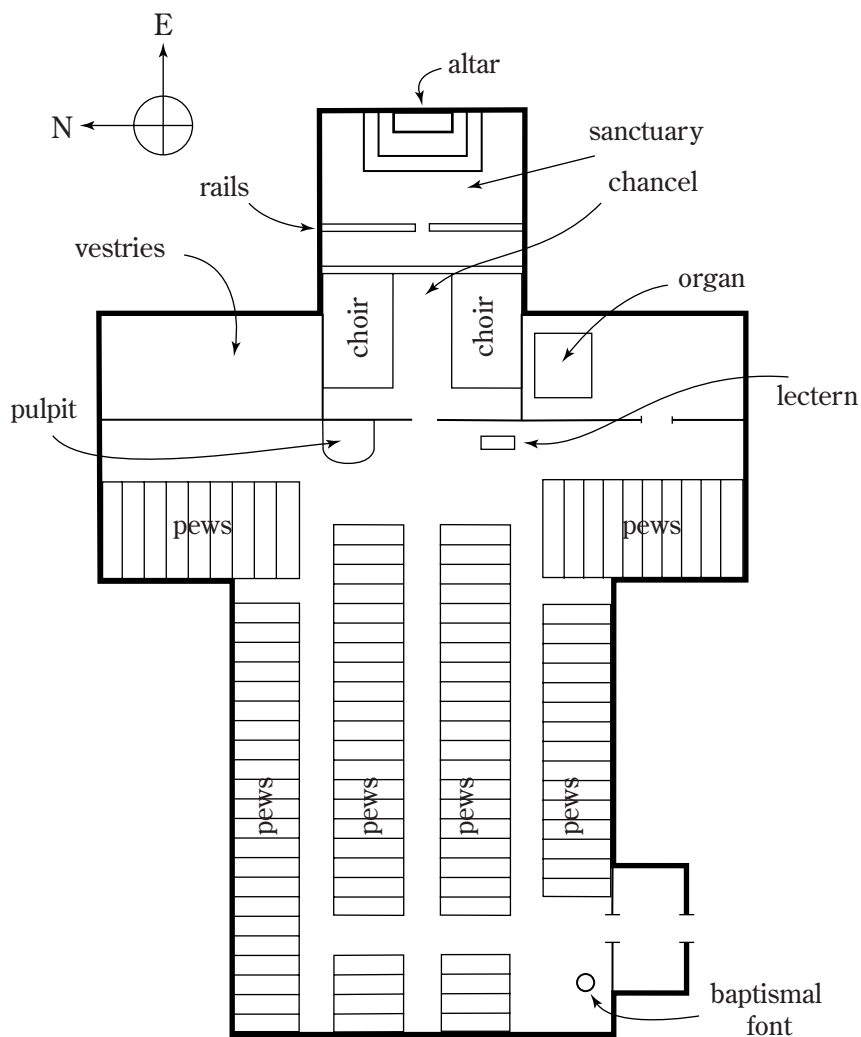 E
N
altar
sanctuary
rails
chancel
vestries
organ
choir
choir
pulpit
lectern
pews
pews
pews
pews
pews
pews
baptismal
font